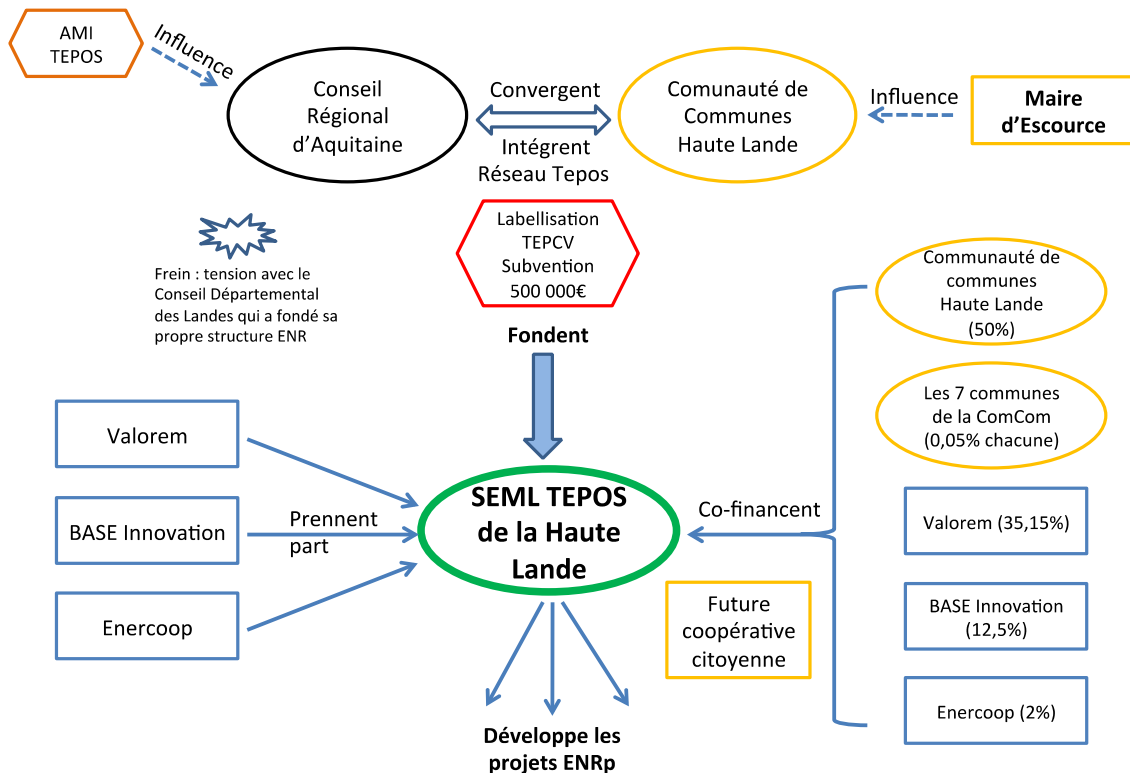 AMI
TEPOS
Influence
Conseil
Régional
d’Aquitaine
Convergent
Intégrent
Réseau Tepos
Comunauté de
Communes
Haute Lande
Influence
Maire
d’Escource
Labellisation
TEPCV
Subvention
500 000€
Frein : tension avec le
Conseil Départemental
des Landes qui a fondé sa
propre structure ENR
Fondent
Communauté de
communes
Haute Lande
(50%)
Les 7 communes
de la ComCom
(0,05% chacune)
Valorem
BASE Innovation
Enercoop
Prennent
part
SEML TEPOS
de la Haute
Lande
Co-financent
Valorem (35,15%)
BASE Innovation
(12,5%)
Enercoop (2%)
Future
coopérative
citoyenne
Développe les
projets ENRp